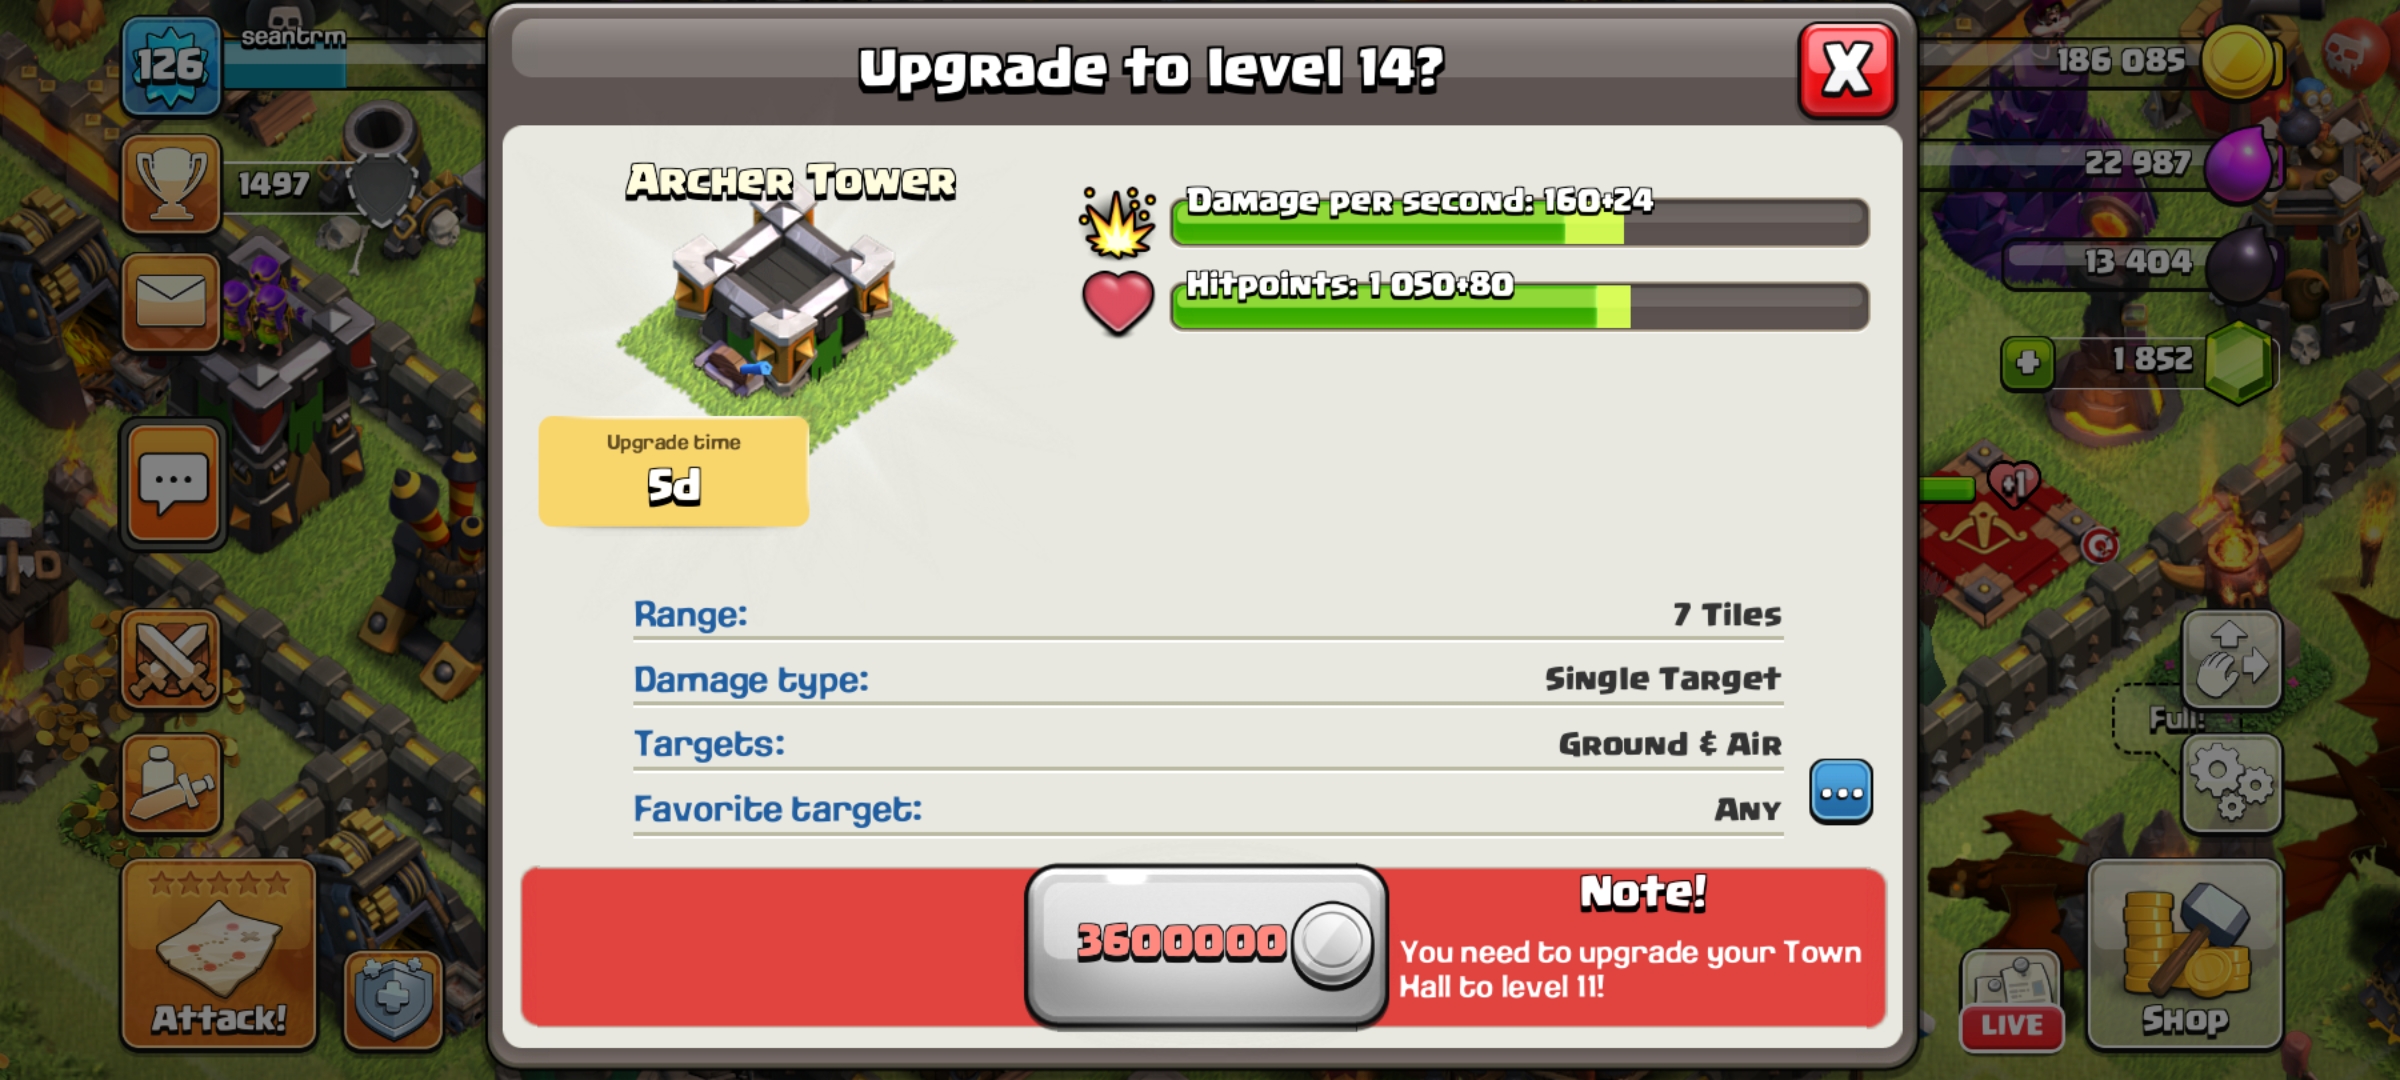 Upgrade to level 14?
X
126
seantrm
1497
186 085
22 987
13 404
1 852
+1
Archer Tower
Damage per second: 160+24
Hitpoints: 1 050+80
Upgrade time
5d
Range: 7 Tiles
Damage type: Single Target
Targets: Ground & Air
Favorite target: Any
Full!
3600000
Note!
You need to upgrade your Town
Hall to level 11!
Attack!
LIVE
Shop